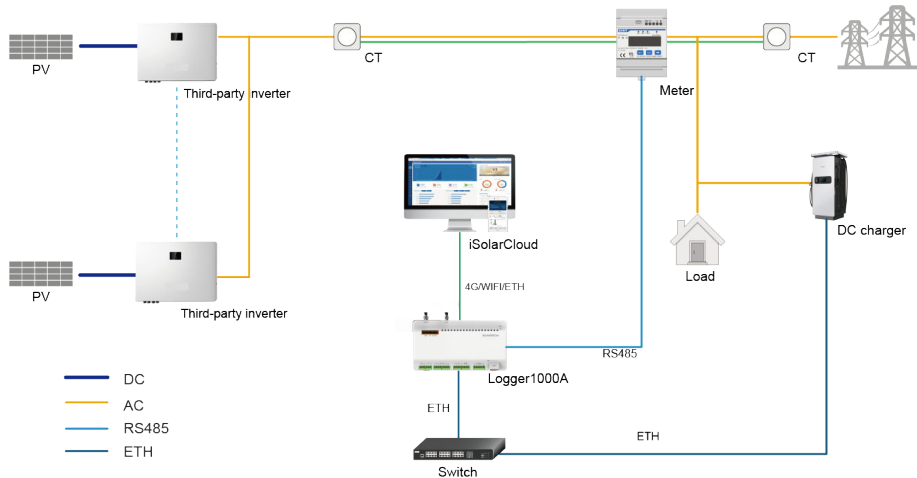 PV
Third-party inverter
CT
Meter
CT
iSolarCloud
DC charger
Load
4G/WIFI/ETH
PV
Third-party inverter
RS485
Logger1000A
DC
AC
RS485
ETH
ETH
ETH
Switch